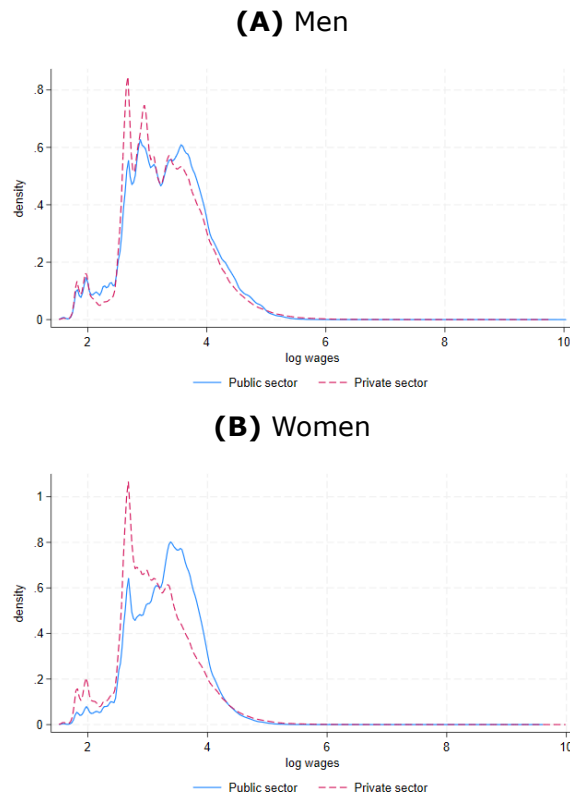 (A) Men
.8
.6
.4
.2
0
density
2 4 6 8 10
log wages
Public sector Private sector
(B) Women
1
.8
.6
.4
.2
0
density
2 4 6 8 10
log wages
Public sector Private sector